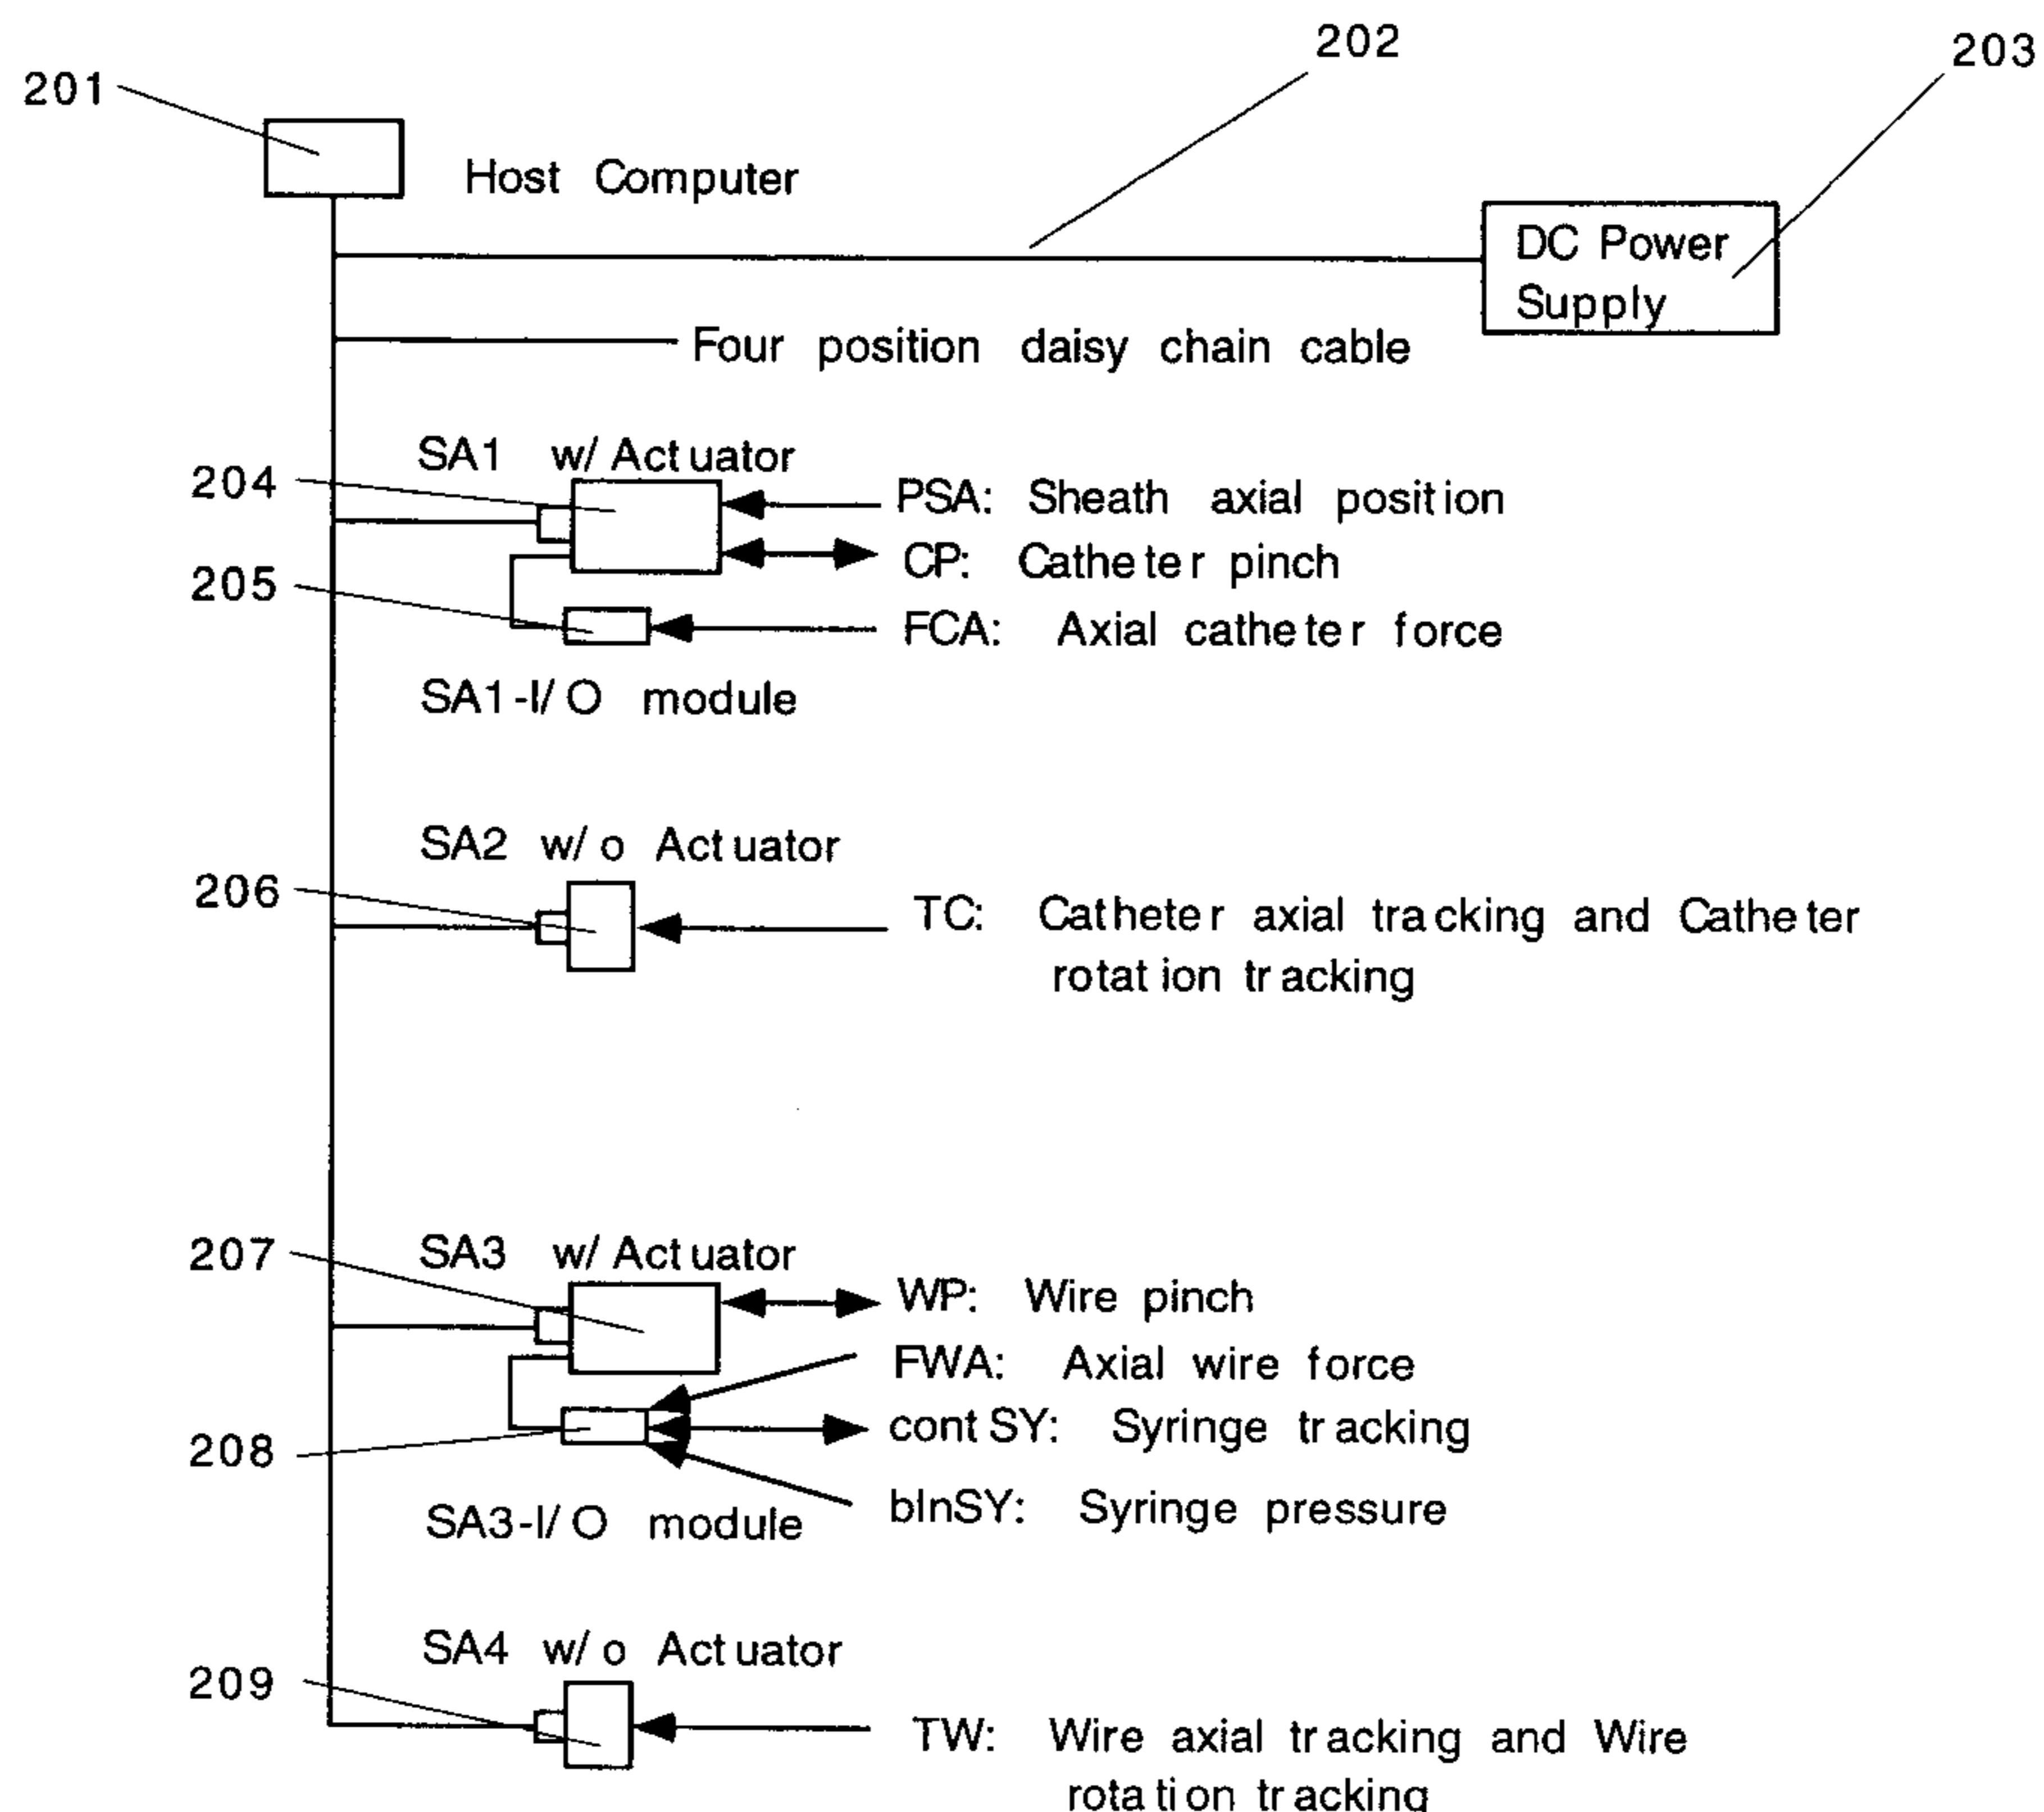 202
203
201
Host Computer
DC Power
Supply
Four position daisy chain cable
SA1 w/ Actuator
204
PSA: Sheath axial position
CP: Catheter pinch
205
FCA: Axial catheter force
SA1-I/O module
SA2 w/o Actuator
206
TC: Catheter axial tracking and Catheter
rotation tracking
207
SA3 w/ Actuator
WP: Wire pinch
FWA: Axial wire force
contSY: Syringe tracking
208
bInSY: Syringe pressure
SA3-I/O module
SA4 w/o Actuator
209
TW: Wire axial tracking and Wire
rotation tracking